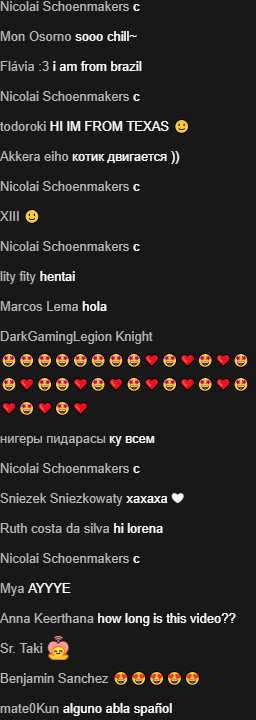 Nicolai Schoenmakers c
Mon Osorno sooo chill~
Flávia :3 i am from brazil
Nicolai Schoenmakers c
todoroki HI IM FROM TEXAS 🙂
Akkera eiho котик двигается ))
Nicolai Schoenmakers c
XIII 🙂
Nicolai Schoenmakers c
lity fity hentai
Marcos Lema hola
DarkGamingLegion Knight
🤩🤩🤩🤩🤩🤩🤩🤩❤🤩❤🤩❤🤩
🤩❤🤩🤩❤🤩❤🤩❤🤩❤🤩❤🤩
❤🤩❤🤩❤
нигеры пидарасы ку всем
Nicolai Schoenmakers c
Sniezek Sniezkowaty xaxaxa 🤍
Ruth costa da silva hi lorena
Nicolai Schoenmakers c
Mya AYYYE
Anna Keerthana how long is this video??
Sr. Taki
Benjamin Sanchez 😍😍😍😍😍
mate0Kun alguno abla spañol